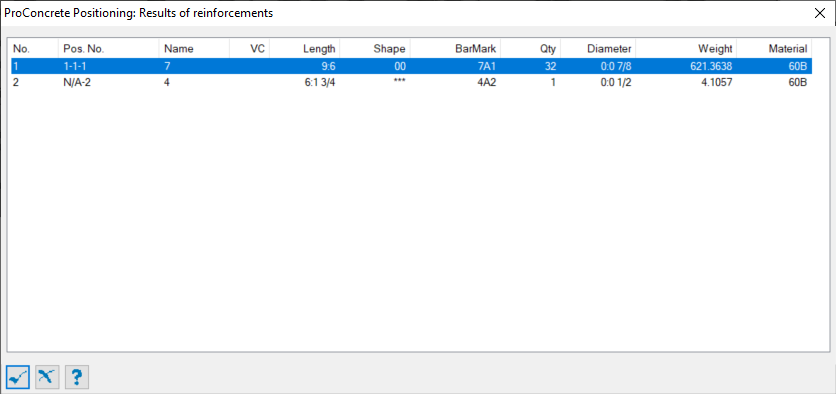 ProConcrete Positioning: Results of reinforcements
No. Pos. No. Name VC Length Shape BarMark Qty Diameter Weight Material
1 1-1-1 7 9:6 00 7A1 32 0:0 7/8 621.3638 60B
2 N/A-2 4 6:1 3/4 *** 4A2 1 0:0 1/2 4.1057 60B
?